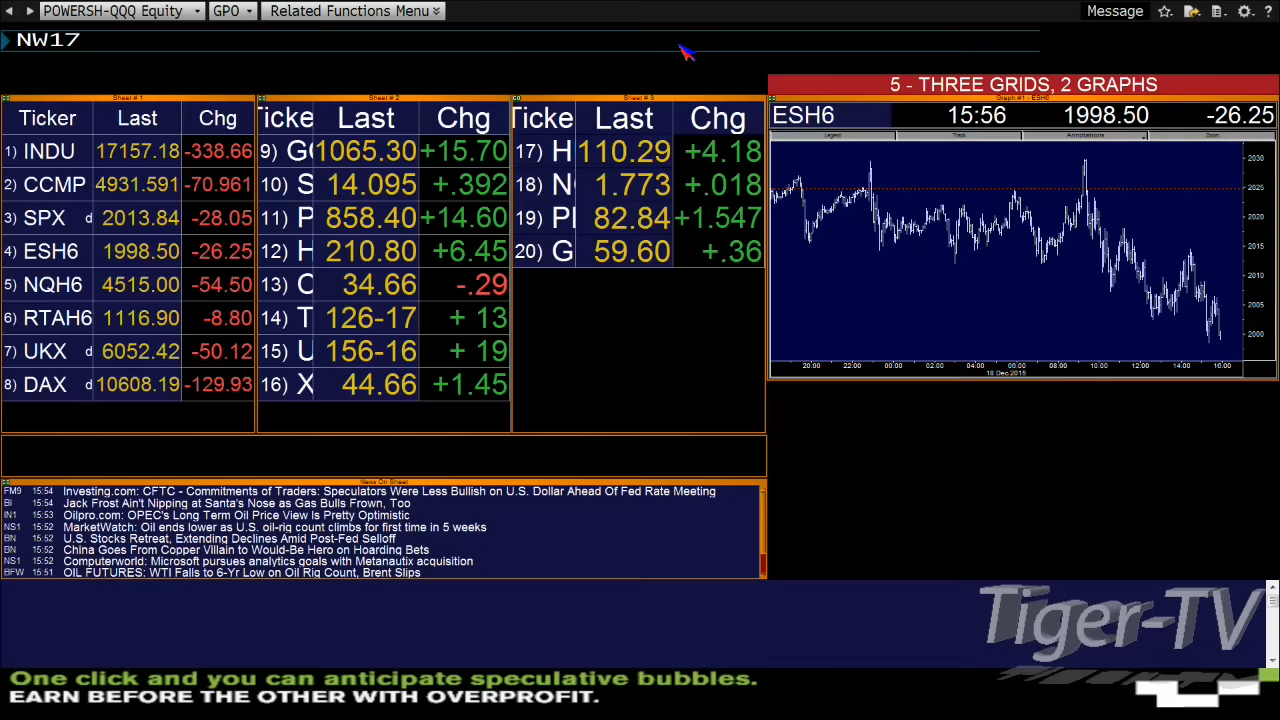 POWERSH-QQQ Equity GPO Related Functions Menu Message ?
NW17
5 - THREE GRIDS, 2 GRAPHS
Sheet # 1 Sheet # 2 Sheet # 3 Graph #1 - ESH6
ESH6 15:56 1998.50 -26.25
Legend Track Annotations Zoom
Ticker Last Chg
1) INDU 17157.18 -338.66
2) CCMP 4931.591 -70.961
3) SPX d 2013.84 -28.05
4) ESH6 1998.50 -26.25
5) NQH6 4515.00 -54.50
6) RTAH6 1116.90 -8.80
7) UKX d 6052.42 -50.12
8) DAX d 10608.19 -129.93
Ticke Last Chg
9) GC 1065.30 +15.70
10) S 14.095 +.392
11) P 858.40 +14.60
12) H 210.80 +6.45
13) C 34.66 -.29
14) T 126-17 + 13
15) U 156-16 + 19
16) X 44.66 +1.45
Ticke Last Chg
17) H 110.29 +4.18
18) N 1.773 +.018
19) P 82.84 +1.547
20) G 59.60 +.36
2030
2025
2020
2015
2010
2005
2000
20:00 22:00 00:00 02:00 04:00 06:00 08:00 10:00 12:00 14:00 16:00
18 Dec 2015
News On Sheet
FM9 15:54 Investing.com: CFTC - Commitments of Traders: Speculators Were Less Bullish on U.S. Dollar Ahead Of Fed Rate Meeting
BI 15:54 Jack Frost Ain't Nipping at Santa's Nose as Gas Bulls Frown, Too
IN1 15:53 Oilpro.com: OPEC's Long Term Oil Price View Is Pretty Optimistic
NS1 15:52 MarketWatch: Oil ends lower as U.S. oil-rig count climbs for first time in 5 weeks
BN 15:52 U.S. Stocks Retreat, Extending Declines Amid Post-Fed Selloff
BN 15:52 China Goes From Copper Villain to Would-Be Hero on Hoarding Bets
NS1 15:52 Computerworld: Microsoft pursues analytics goals with Metanautix acquisition
BFW 15:51 OIL FUTURES: WTI Falls to 6-Yr Low on Oil Rig Count, Brent Slips
Tiger-TV
One click and you can anticipate speculative bubbles.
EARN BEFORE THE OTHER WITH OVERPROFIT.